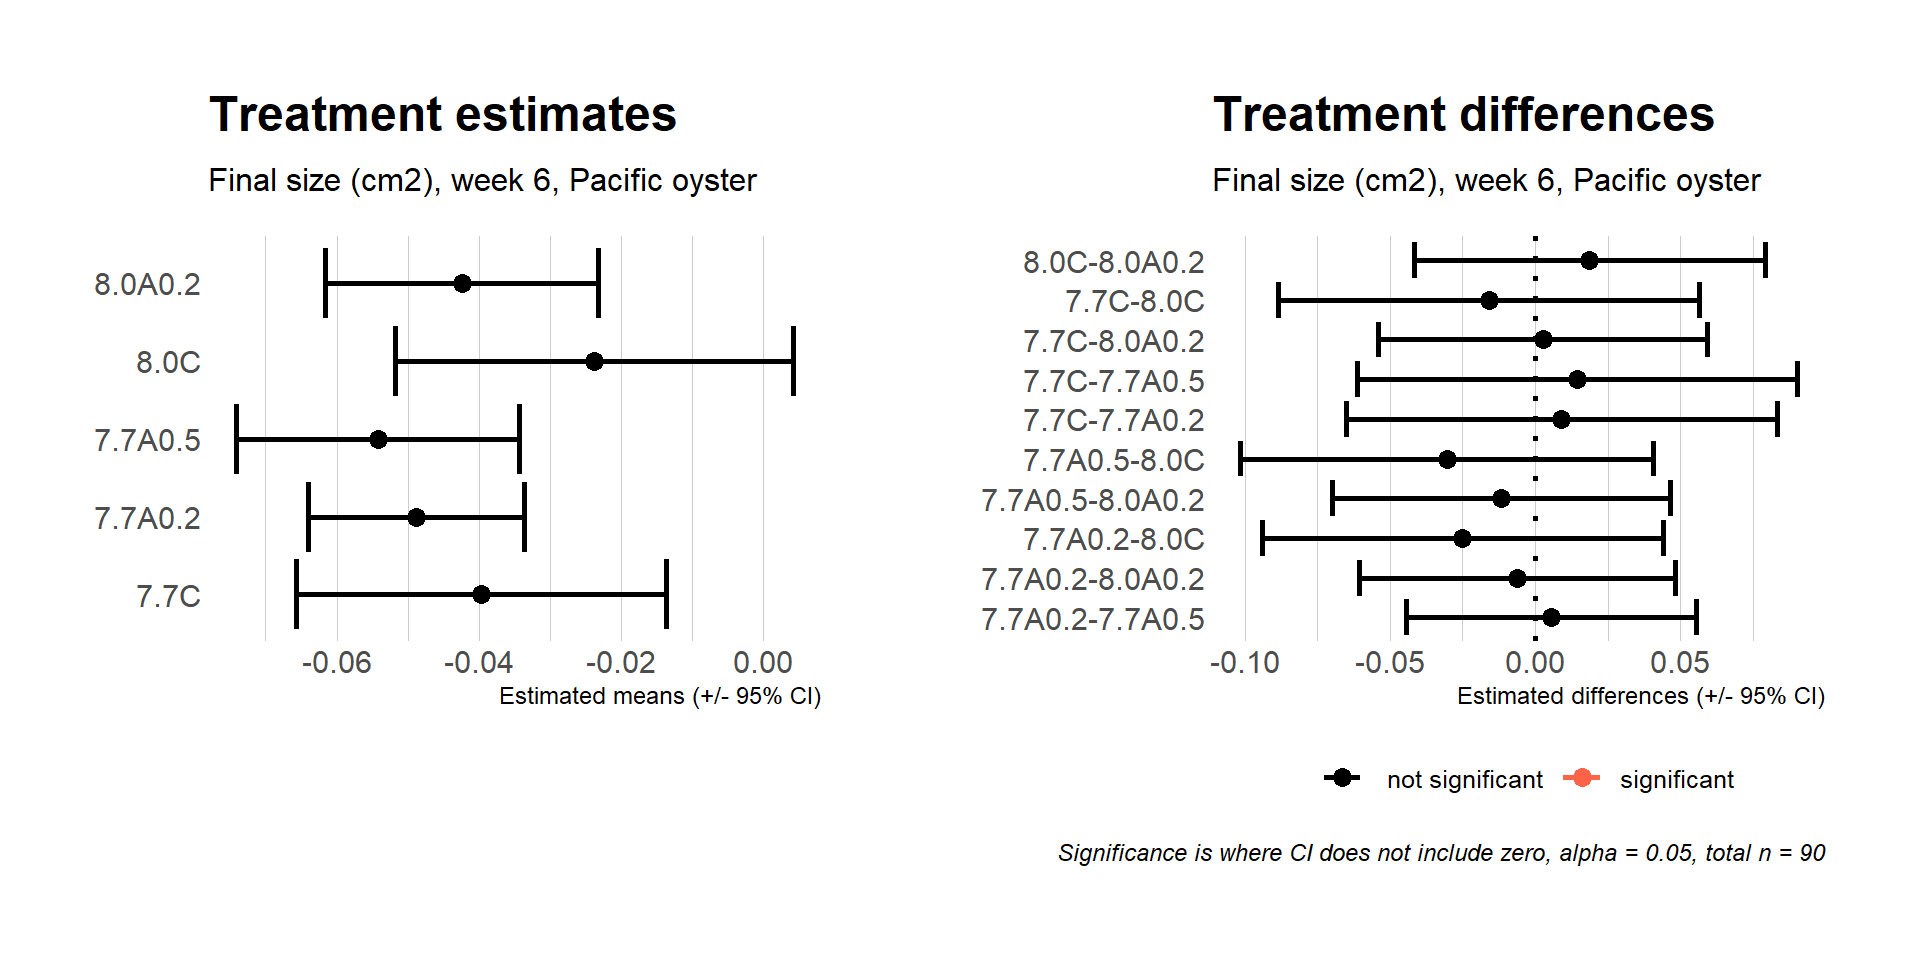 Treatment estimates
Final size (cm2), week 6, Pacific oyster
8.0A0.2
8.0C
7.7A0.5
7.7A0.2
7.7C
-0.06 -0.04 -0.02 0.00
Estimated means (+/- 95% CI)
Treatment differences
Final size (cm2), week 6, Pacific oyster
8.0C-8.0A0.2
7.7C-8.0C
7.7C-8.0A0.2
7.7C-7.7A0.5
7.7C-7.7A0.2
7.7A0.5-8.0C
7.7A0.5-8.0A0.2
7.7A0.2-8.0C
7.7A0.2-8.0A0.2
7.7A0.2-7.7A0.5
-0.10 -0.05 0.00 0.05
Estimated differences (+/- 95% CI)
not significant significant
Significance is where CI does not include zero, alpha = 0.05, total n = 90